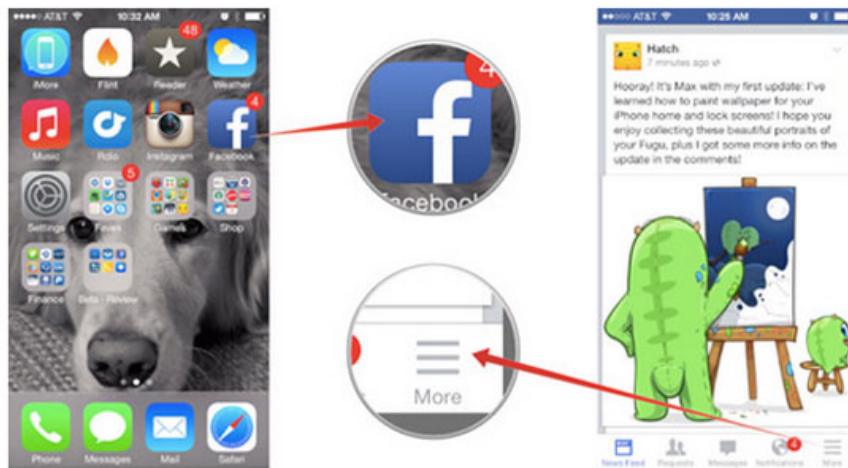 AT&T 10:32 AM
48
iMore Flint Reeder Weather
4
Music Rdio Instagram Facebook
5
Settings Faves Games Shop
Finance Beta - Review
Phone Messages Mail Safari
4
f
Facebook
More
AT&T 10:25 AM
Hatch
7 minutes ago
Hooray! It's Max with my first update: I've
learned how to paint wallpaper for your
iPhone home and lock screens! I hope you
enjoy collecting these beautiful portraits of
your Fugu, plus I got some more info on the
update in the comments!
4
News Feed Requests Messages Notifications More